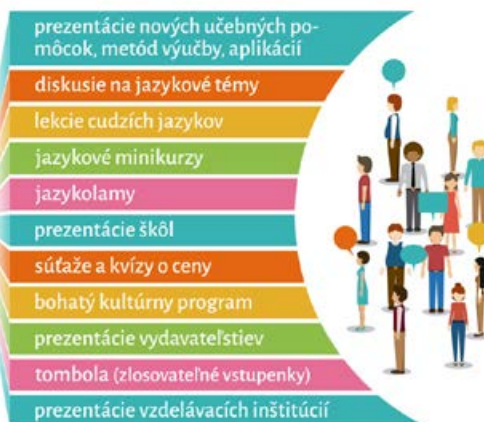 prezentácie nových učebných po-
môcok, metód výučby, aplikácií
diskusie na jazykové témy
lekcie cudzích jazykov
jazykové minikurzy
jazykolamy
prezentácie škôl
súťaže a kvízy o ceny
bohatý kultúrny program
prezentácie vydavateľstiev
tombola (zlosovateľné vstupenky)
prezentácie vzdelávacích inštitúcií